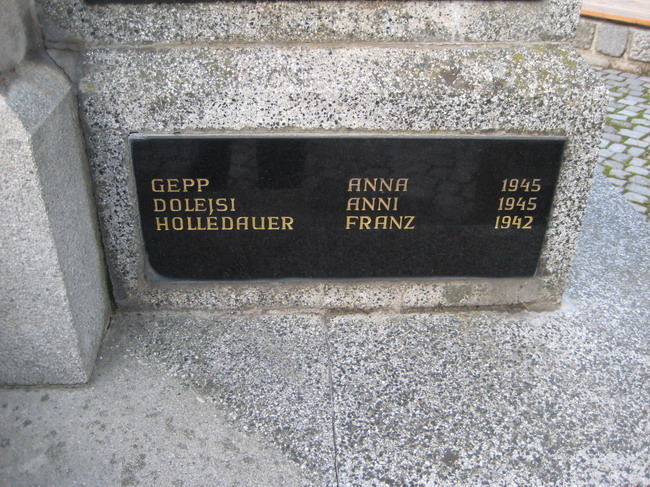 GEPP ANNA 1945
DOLEJSI ANNI 1945
HOLLEDAUER FRANZ 1942